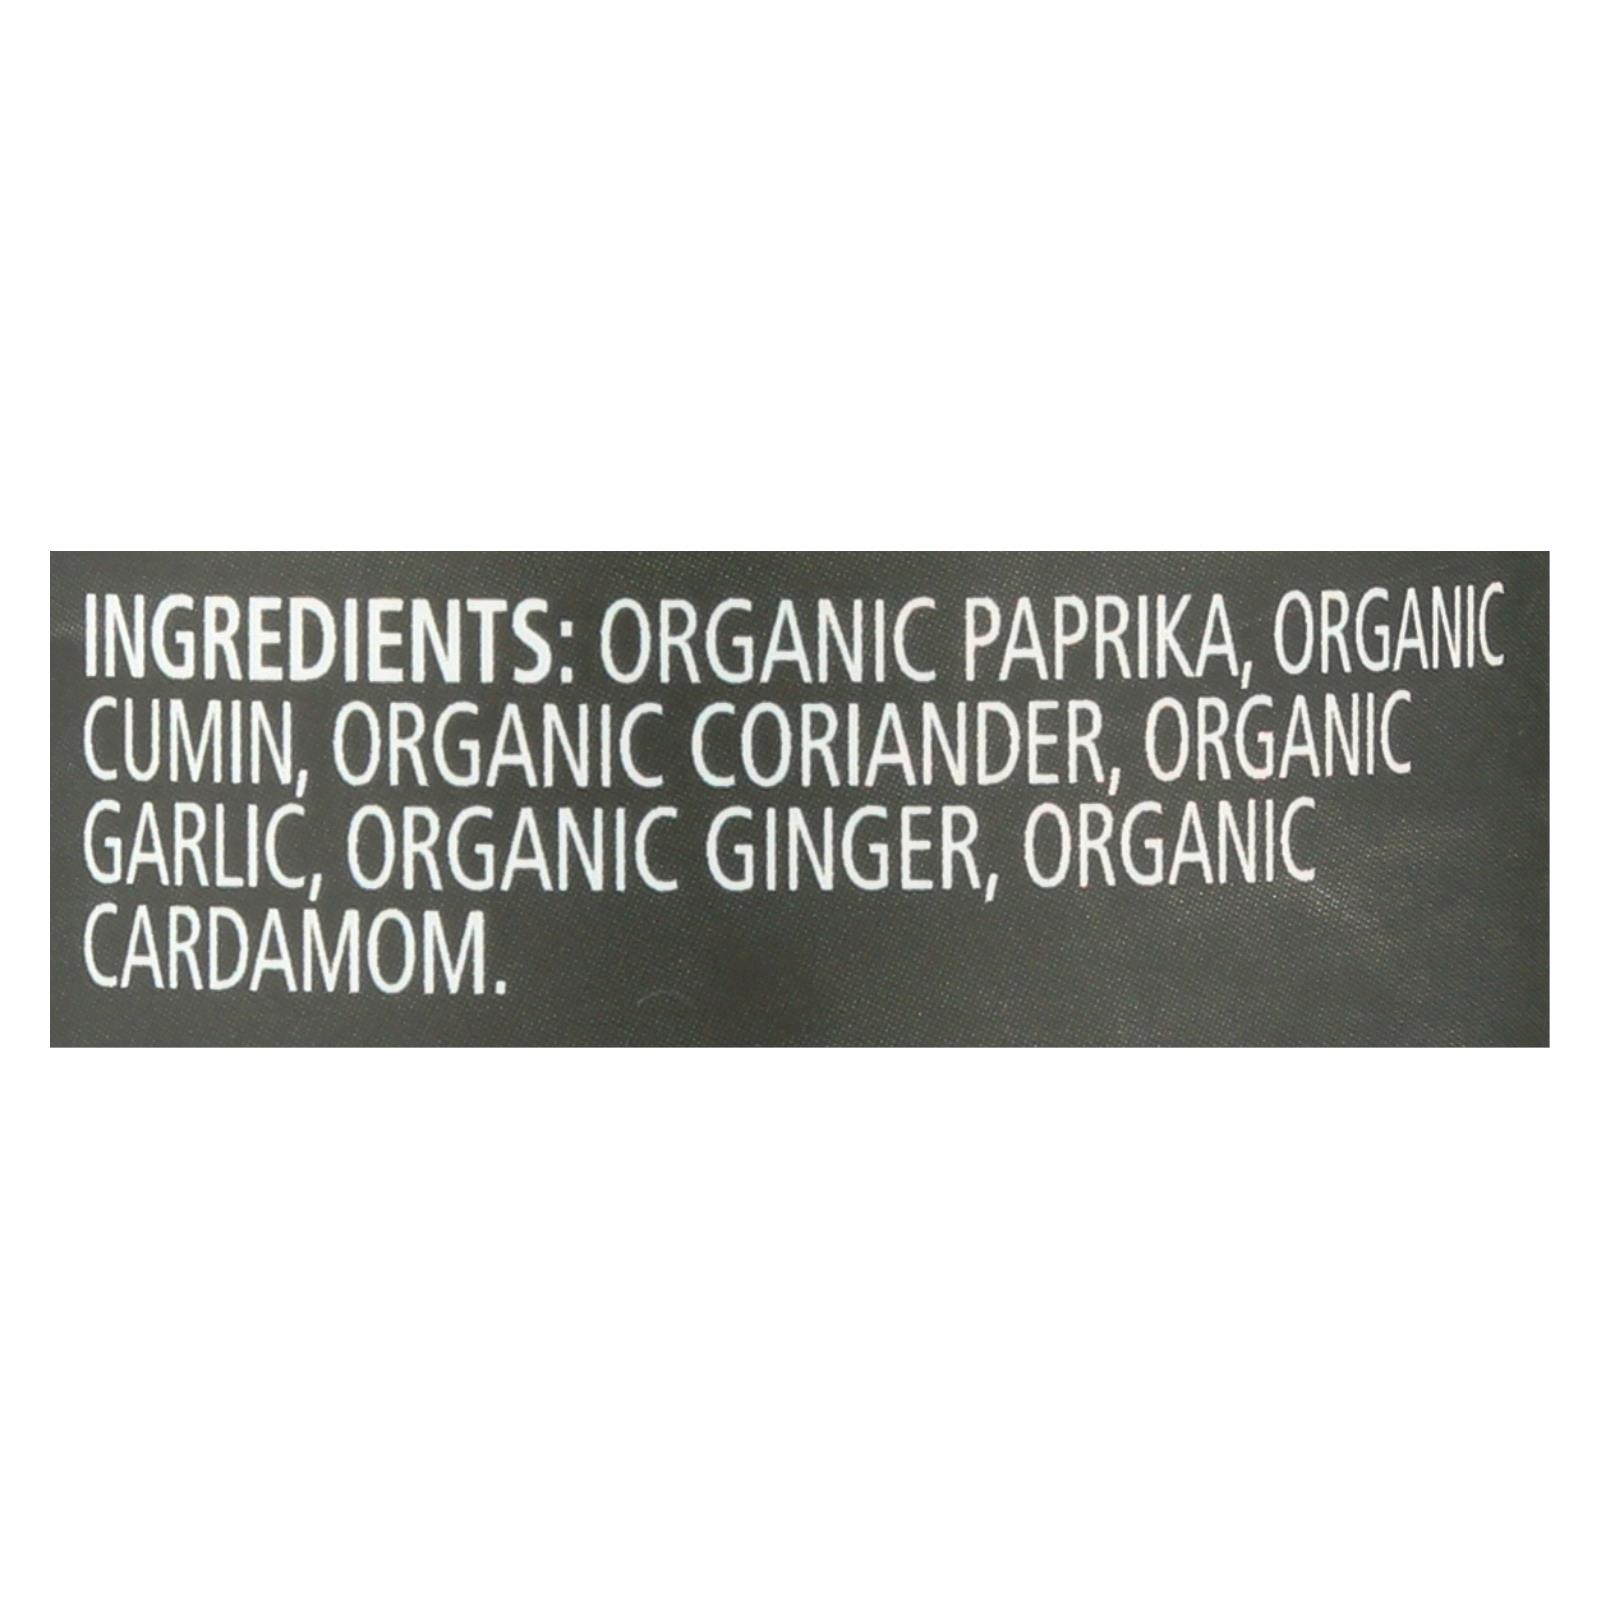 INGREDIENTS: ORGANIC PAPRIKA, ORGANIC
CUMIN, ORGANIC CORIANDER, ORGANIC
GARLIC, ORGANIC GINGER, ORGANIC
CARDAMOM.